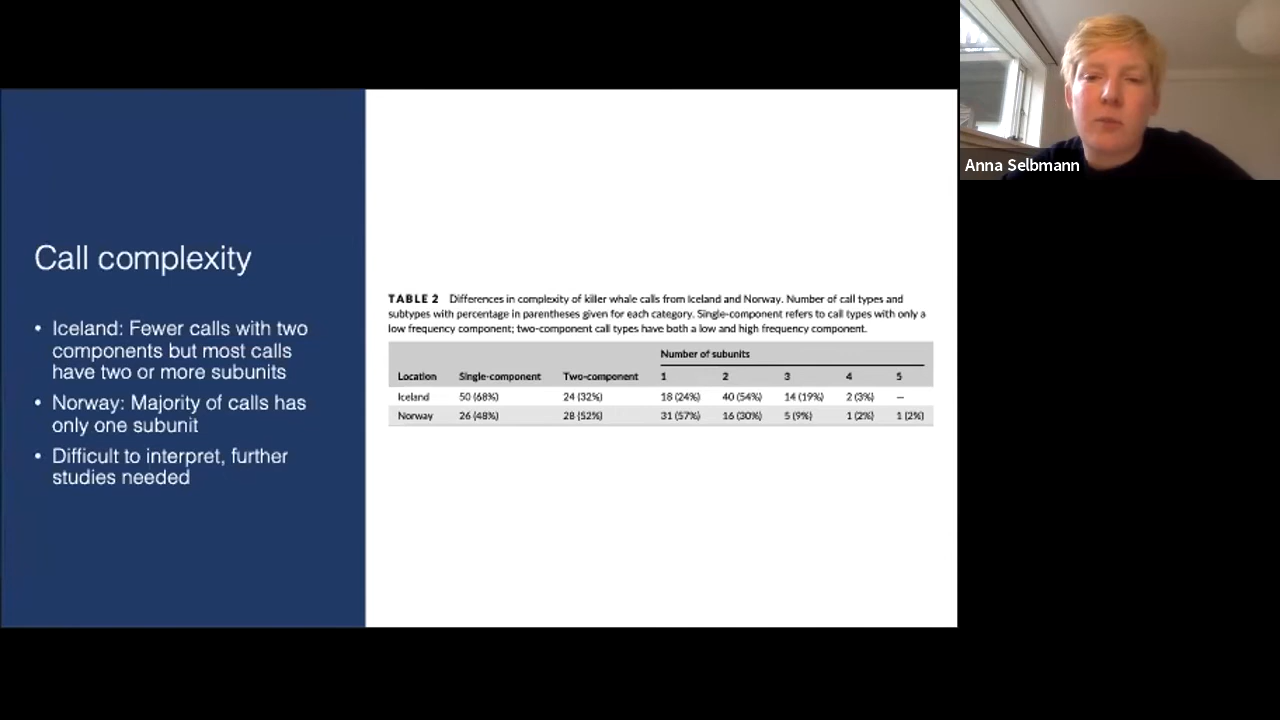 Call complexity
• Iceland: Fewer calls with two
components but most calls
have two or more subunits
• Norway: Majority of calls has
only one subunit
• Difficult to interpret, further
studies needed
TABLE 2 Differences in complexity of killer whale calls from Iceland and Norway. Number of call types and
subtypes with percentage in parentheses given for each category. Single-component refers to call types with only a
low frequency component; two-component call types have both a low and high frequency component.
Number of subunits
Location Single-component Two-component 1 2 3 4 5
Iceland 50 (68%) 24 (32%) 18 (24%) 40 (54%) 14 (19%) 2 (3%) —
Norway 26 (48%) 28 (52%) 31 (57%) 16 (30%) 5 (9%) 1 (2%) 1 (2%)
Anna Selbmann